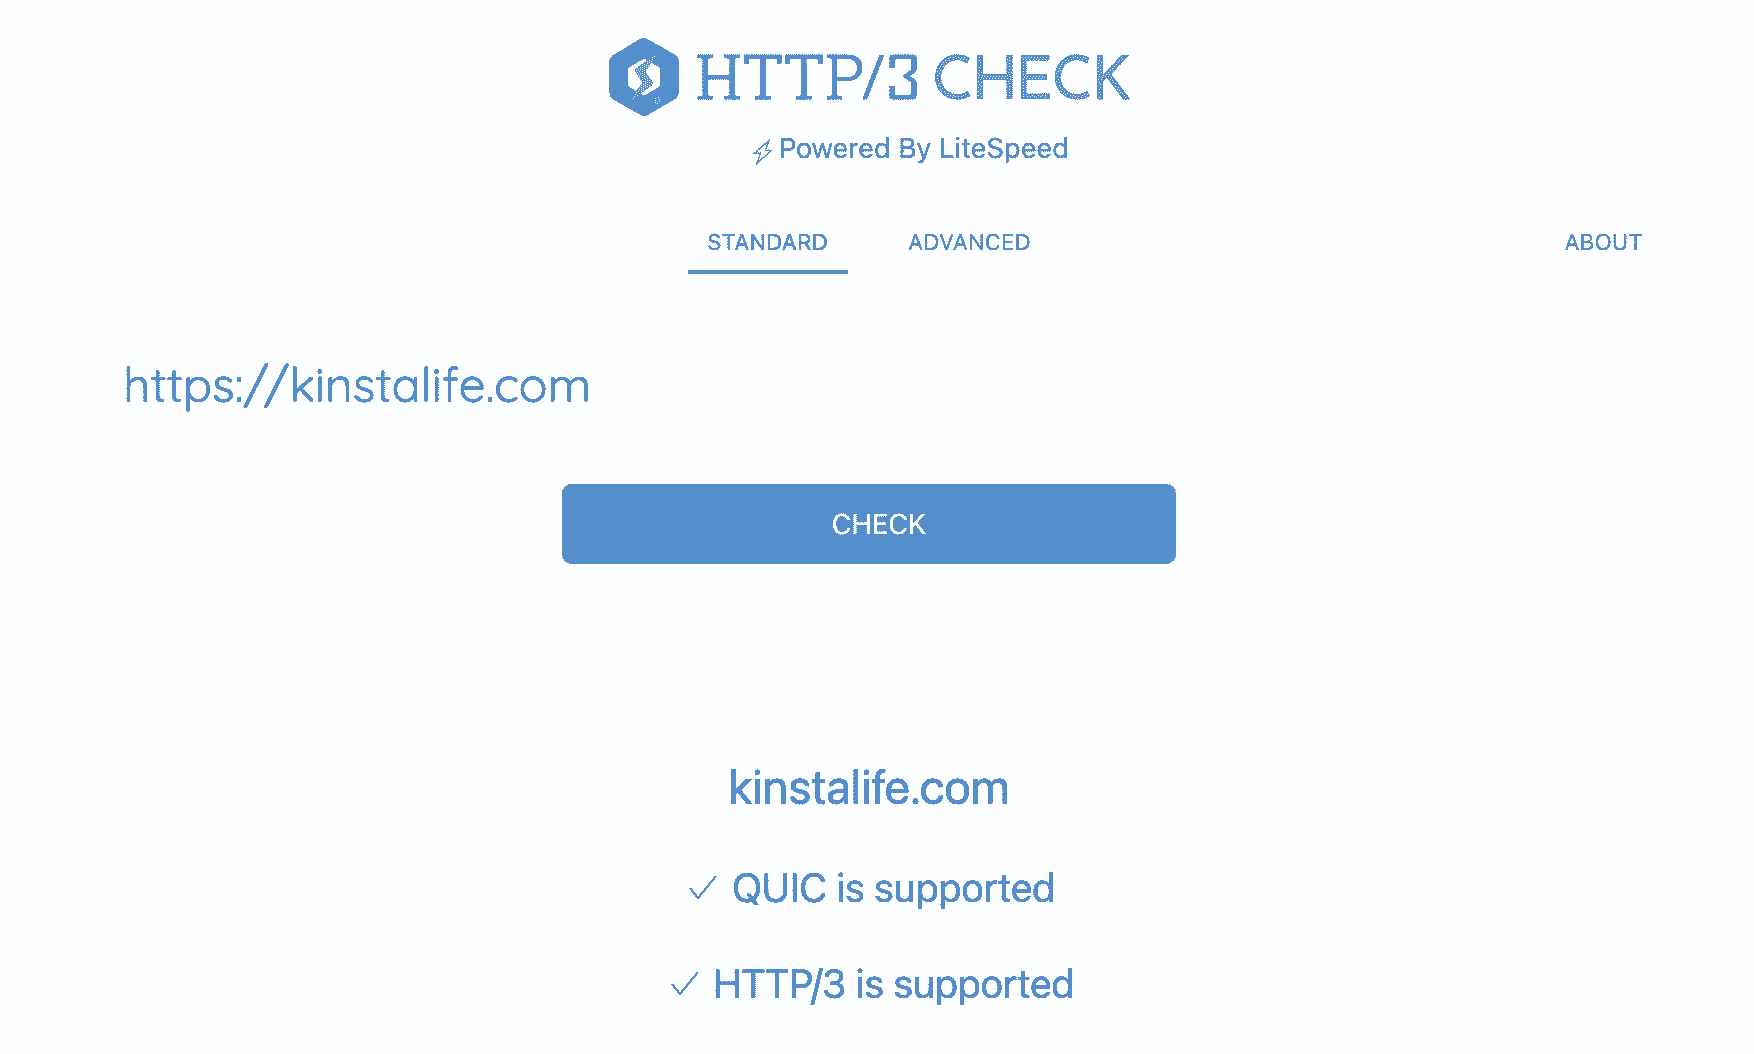 HTTP/3 CHECK
Powered By LiteSpeed
STANDARD ADVANCED ABOUT
https://kinstalife.com
CHECK
kinstalife.com
✓ QUIC is supported
✓ HTTP/3 is supported